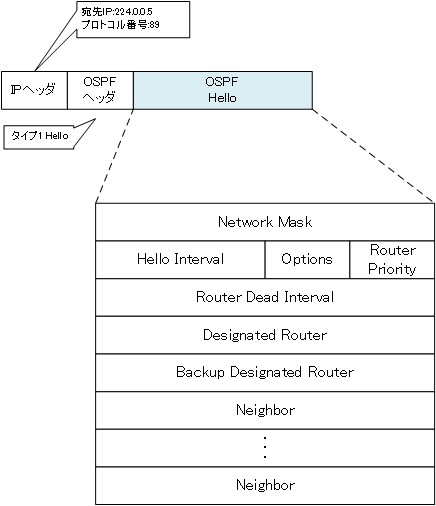 宛先IP:224.0.0.5
プロトコル番号:89
IPヘッダ
OSPF
ヘッダ
OSPF
Hello
タイプ1 Hello
Network Mask
Hello Interval
Options
Router
Priority
Router Dead Interval
Designated Router
Backup Designated Router
Neighbor
⋮
Neighbor